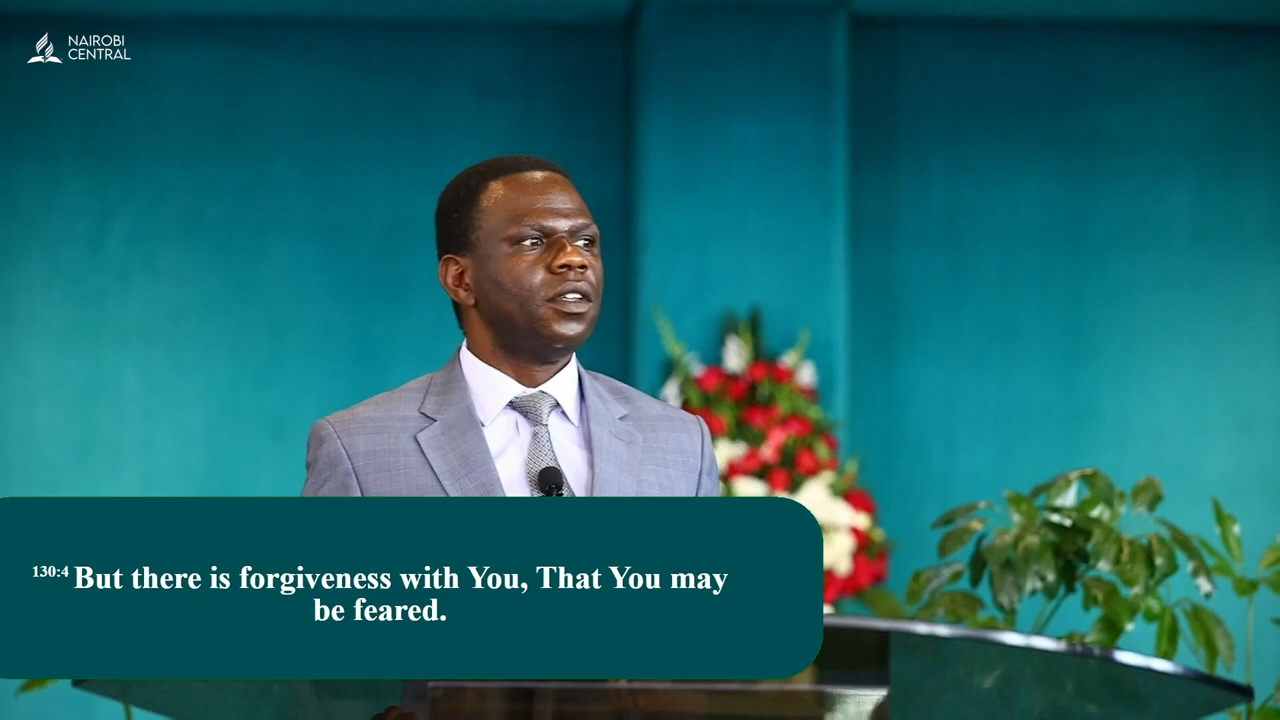 NAIROBI
CENTRAL
130:4 But there is forgiveness with You, That You may
be feared.